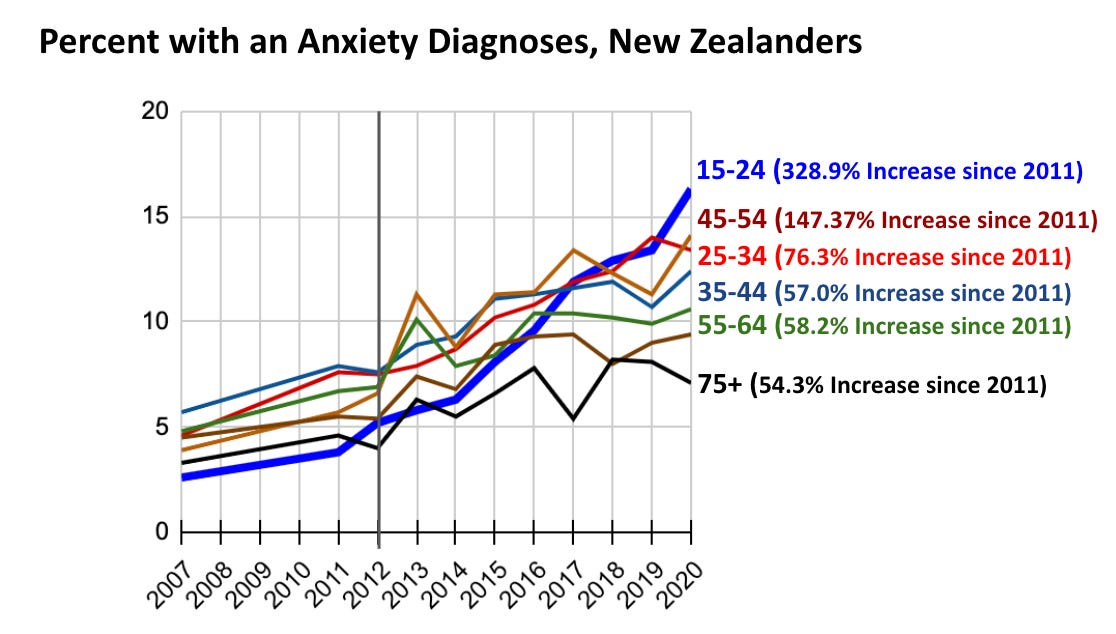 Percent with an Anxiety Diagnoses, New Zealanders
20
15
10
5
0
15-24 (328.9% Increase since 2011)
45-54 (147.37% Increase since 2011)
25-34 (76.3% Increase since 2011)
35-44 (57.0% Increase since 2011)
55-64 (58.2% Increase since 2011)
75+ (54.3% Increase since 2011)
2007
2008
2009
2010
2011
2012
2013
2014
2015
2016
2017
2018
2019
2020